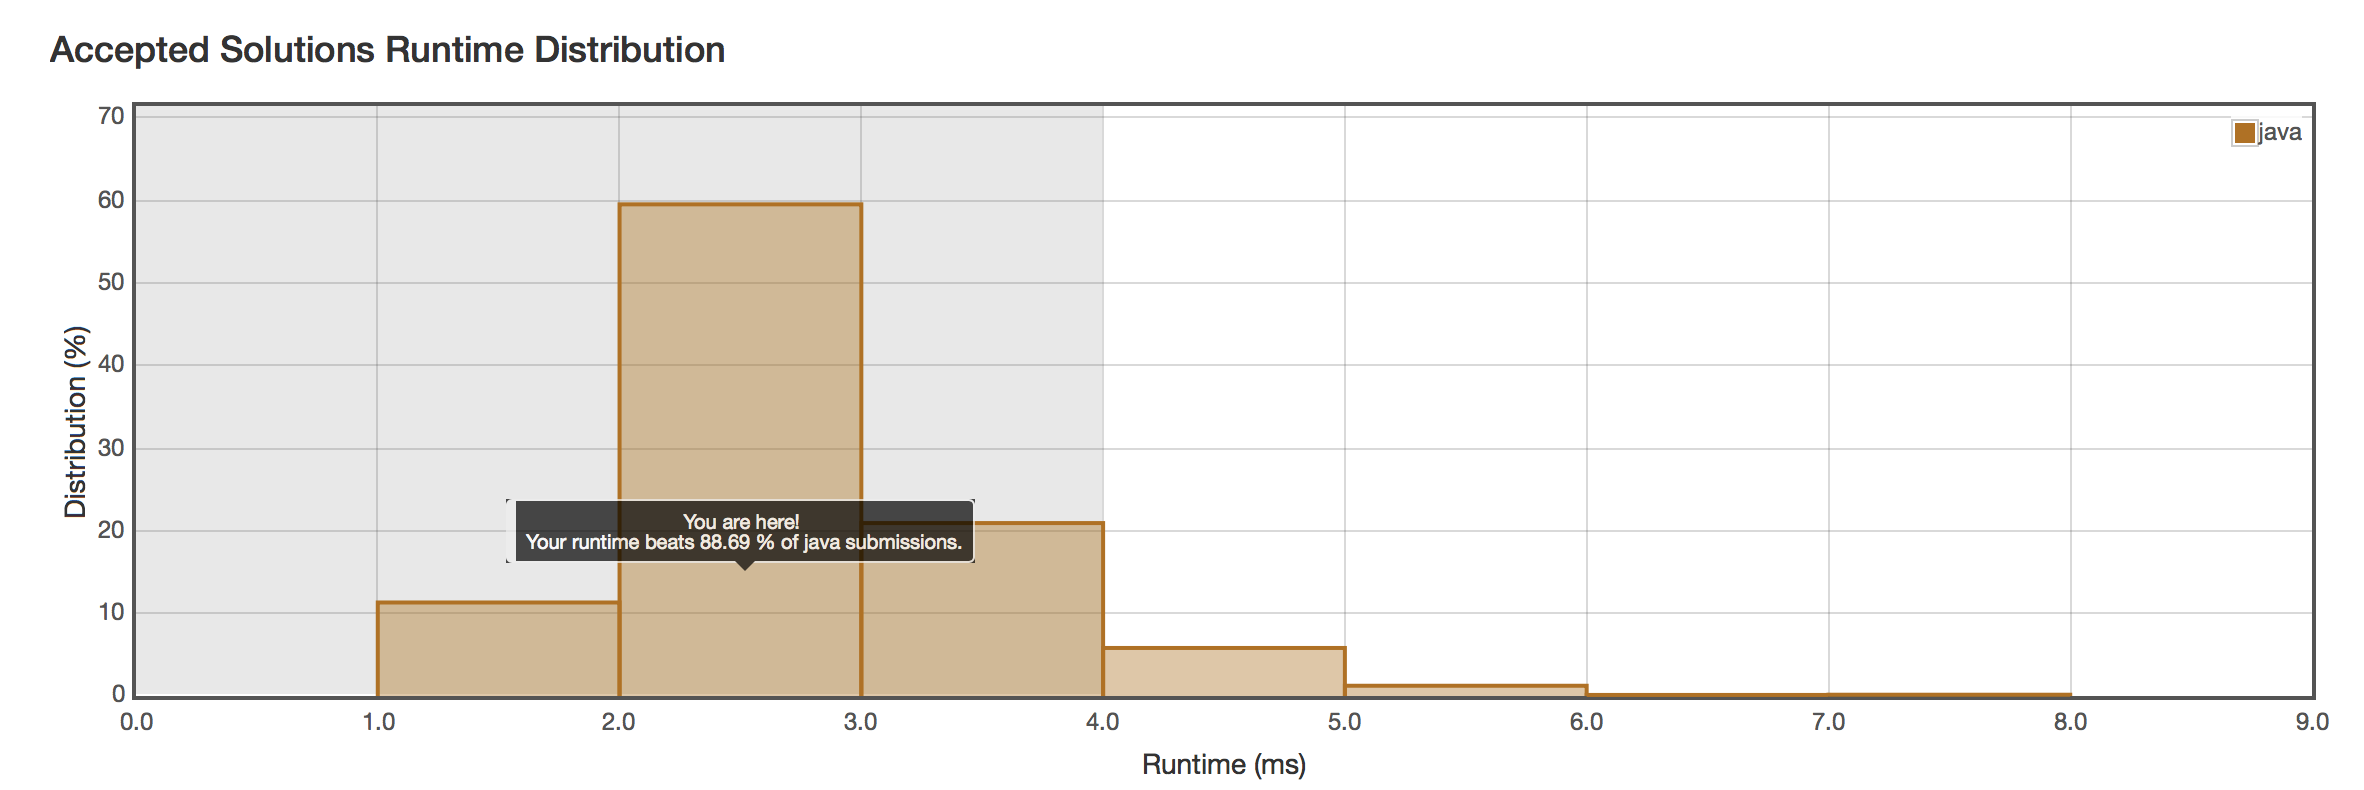 Accepted Solutions Runtime Distribution
70
60
50
40
30
20
10
0
Distribution (%)
java
You are here!
Your runtime beats 88.69 % of java submissions.
0.0 1.0 2.0 3.0 4.0 5.0 6.0 7.0 8.0 9.0
Runtime (ms)